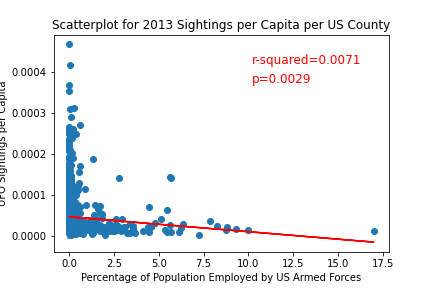 Scatterplot for 2013 Sightings per Capita per US County
r-squared=0.0071
p=0.0029
UFO Sightings per Capita
0.0004
0.0003
0.0002
0.0001
0.0000
0.0 2.5 5.0 7.5 10.0 12.5 15.0 17.5
Percentage of Population Employed by US Armed Forces